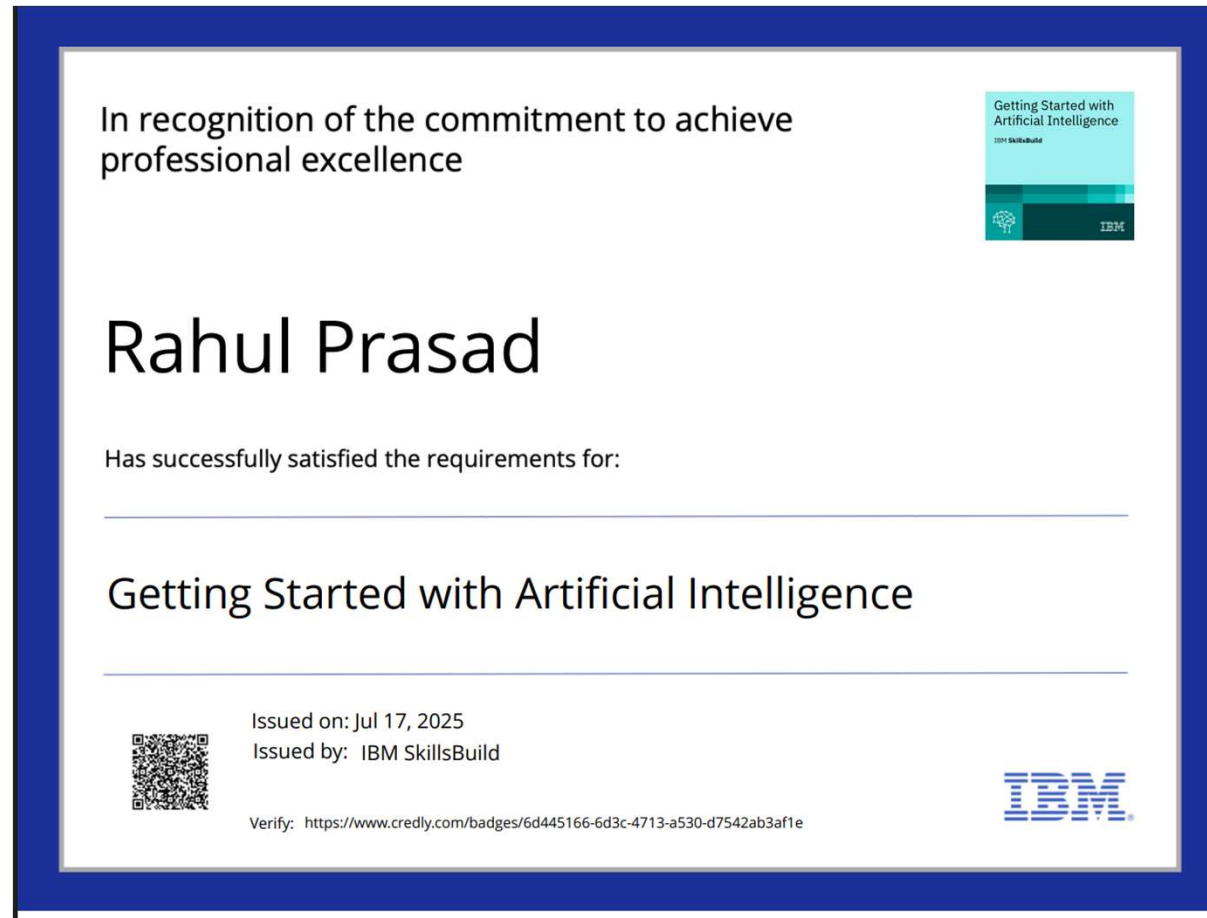 In recognition of the commitment to achieve
professional excellence
Getting Started with
Artificial Intelligence
IBM SkillsBuild
IBM
Rahul Prasad
Has successfully satisfied the requirements for:
Getting Started with Artificial Intelligence
Issued on: Jul 17, 2025
Issued by: IBM SkillsBuild
Verify: https://www.credly.com/badges/6d445166-6d3c-4713-a530-d7542ab3af1e
IBM